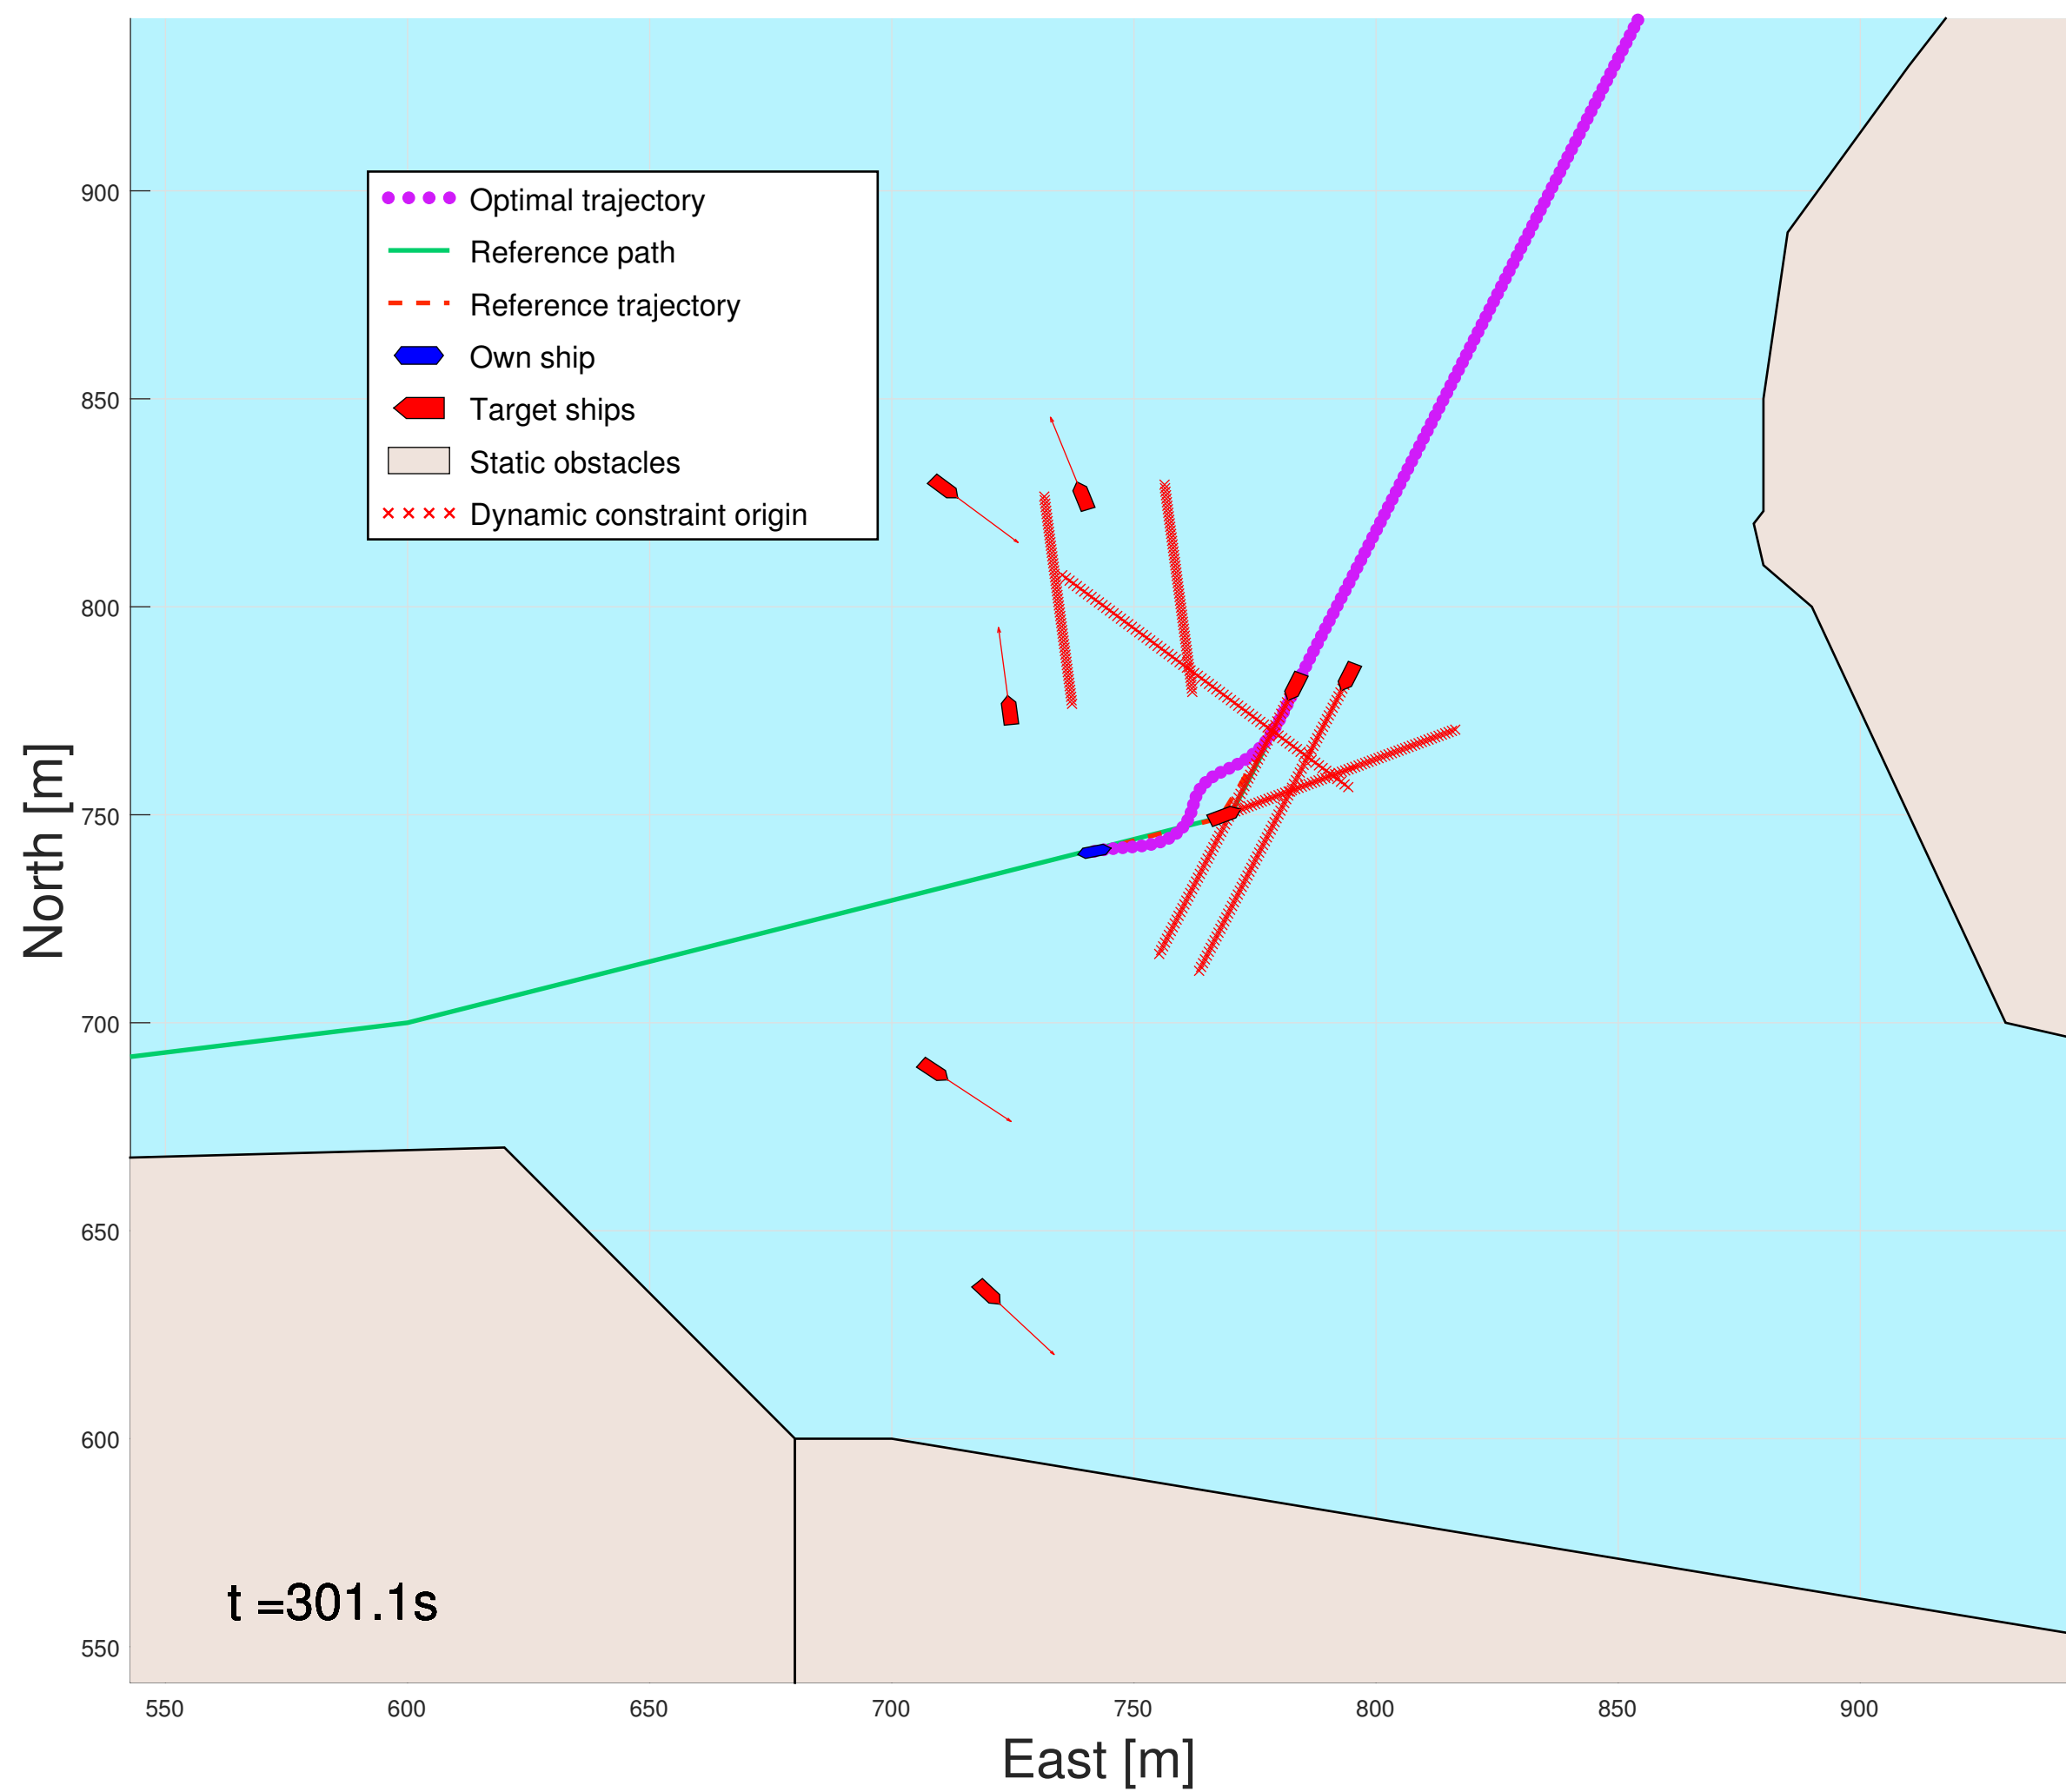 Optimal trajectory
Reference path
Reference trajectory
Own ship
Target ships
Static obstacles
Dynamic constraint origin
900
850
800
750
700
650
600
550
North [m]
t =301.1s
550 600 650 700 750 800 850 900
East [m]